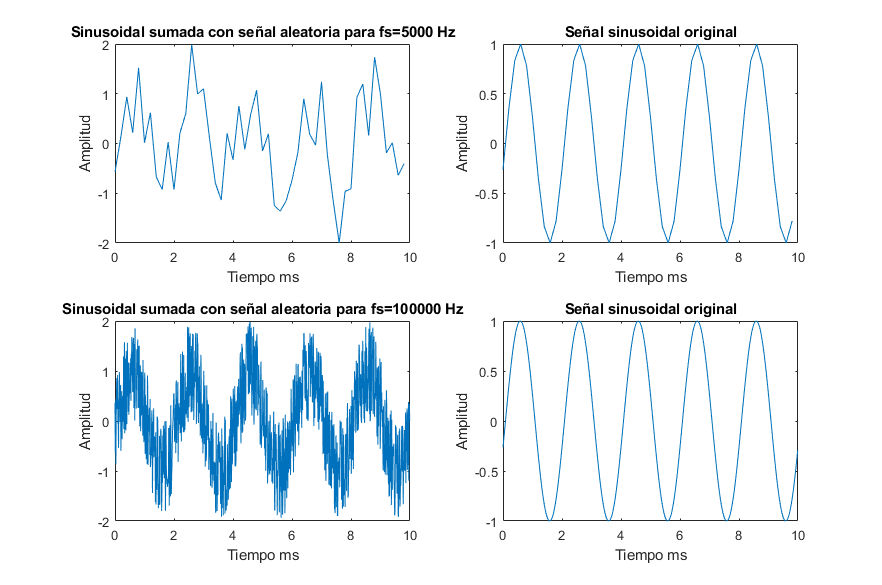 Sinusoidal sumada con señal aleatoria para fs=5000 Hz
2
1
0
-1
-2
Amplitud
0 2 4 6 8 10
Tiempo ms
Señal sinusoidal original
1
0.5
0
-0.5
-1
Amplitud
0 2 4 6 8 10
Tiempo ms
Sinusoidal sumada con señal aleatoria para fs=100000 Hz
2
1
0
-1
-2
Amplitud
0 2 4 6 8 10
Tiempo ms
Señal sinusoidal original
1
0.5
0
-0.5
-1
Amplitud
0 2 4 6 8 10
Tiempo ms